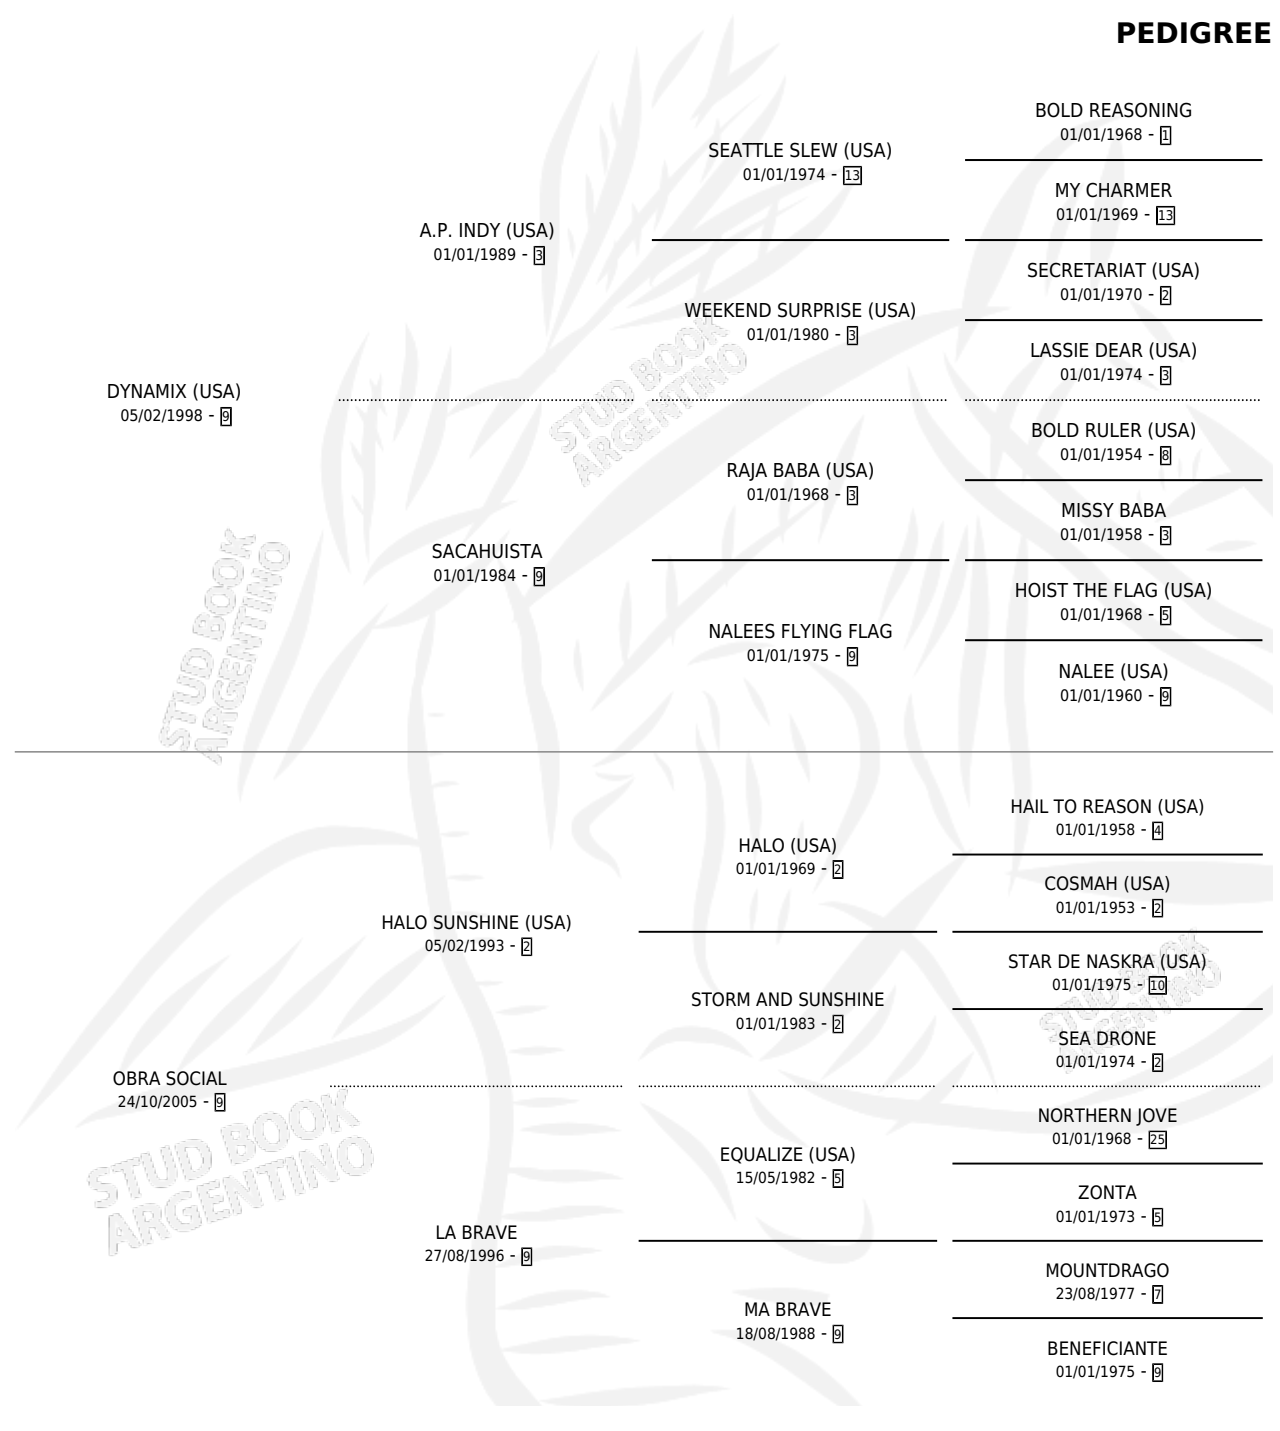 PEDIGREE
BOLD REASONING
01/01/1968 - 1
SEATTLE SLEW (USA)
01/01/1974 - 13
MY CHARMER
01/01/1969 - 13
A.P. INDY (USA)
01/01/1989 - 3
SECRETARIAT (USA)
01/01/1970 - 2
WEEKEND SURPRISE (USA)
01/01/1980 - 3
LASSIE DEAR (USA)
01/01/1974 - 3
DYNAMIX (USA)
05/02/1998 - 9
STUD BOOK
ARGENTINO
BOLD RULER (USA)
01/01/1954 - 8
RAJA BABA (USA)
01/01/1968 - 3
MISSY BABA
01/01/1958 - 3
SACAHUISTA
01/01/1984 - 9
HOIST THE FLAG (USA)
01/01/1968 - 5
NALEES FLYING FLAG
01/01/1975 - 9
NALEE (USA)
01/01/1960 - 9
STUD BOOK
ARGENTINO
HAIL TO REASON (USA)
01/01/1958 - 4
HALO (USA)
01/01/1969 - 2
COSMAH (USA)
01/01/1953 - 2
HALO SUNSHINE (USA)
05/02/1993 - 2
STAR DE NASKRA (USA)
01/01/1975 - 10
STORM AND SUNSHINE
01/01/1983 - 2
SEA DRONE
01/01/1974 - 2
STUD BOOK
ARGENTINO
OBRA SOCIAL
24/10/2005 - 9
NORTHERN JOVE
01/01/1968 - 25
EQUALIZE (USA)
15/05/1982 - 5
ZONTA
01/01/1973 - 5
STUD BOOK
ARGENTINO
LA BRAVE
27/08/1996 - 9
MOUNTDRAGO
23/08/1977 - 7
MA BRAVE
18/08/1988 - 9
BENEFICIANTE
01/01/1975 - 9